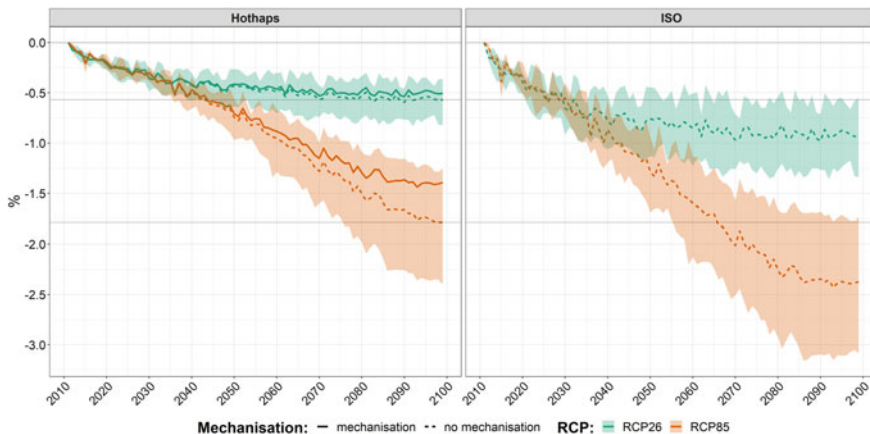 Hothaps ISO
0.0
-0.5
-1.0
-1.5
-2.0
-2.5
-3.0
%
2010 2020 2030 2040 2050 2060 2070 2080 2090 2100 2010 2020 2030 2040 2050 2060 2070 2080 2090 2100
Mechanisation: mechanisation no mechanisation RCP: RCP26 RCP85